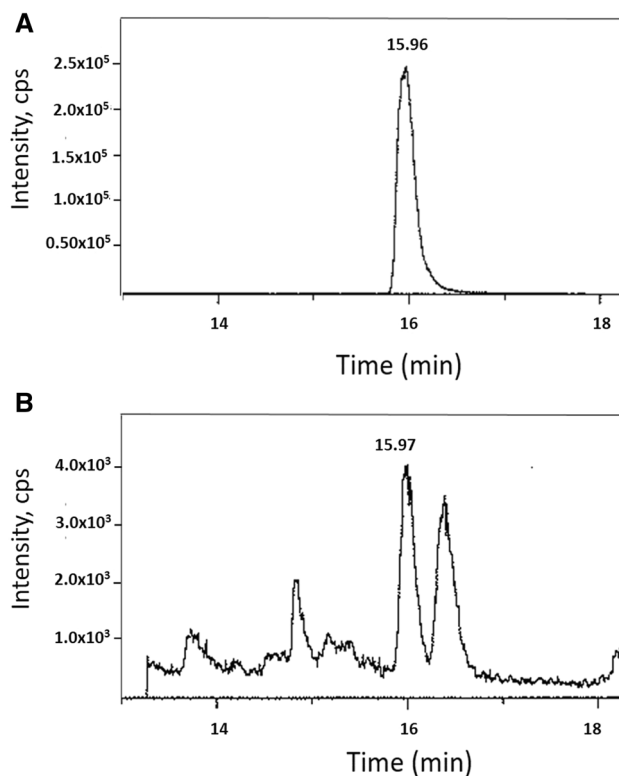 A
15.96
Intensity, cps
2.5x10⁵
2.0x10⁵
1.5x10⁵
1.0x10⁵
0.50x10⁵
14 16 18
Time (min)
B
15.97
Intensity, cps
4.0x10³
3.0x10³
2.0x10³
1.0x10³
14 16 18
Time (min)